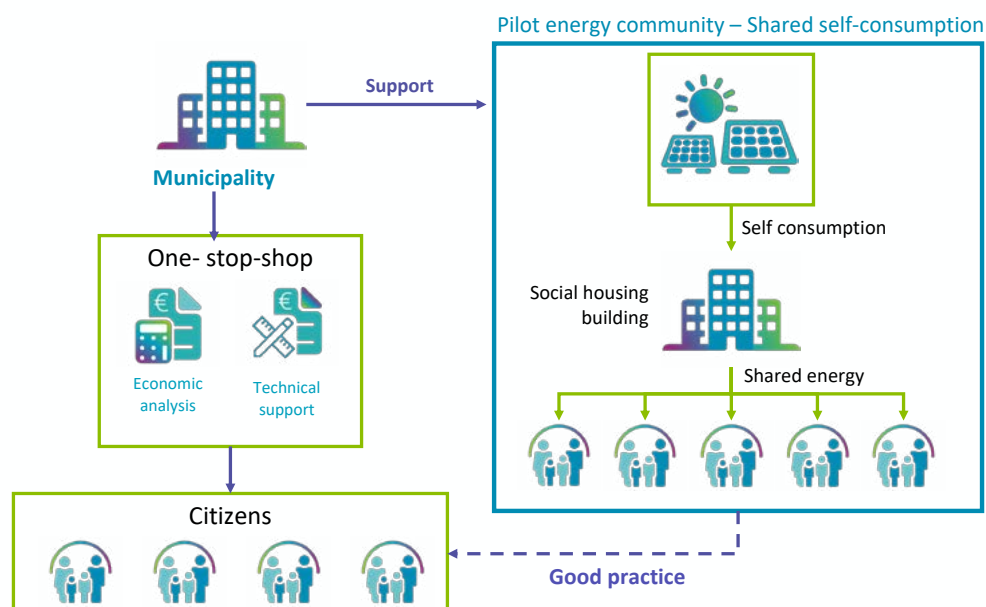 Pilot energy community – Shared self-consumption
Support
Municipality
One- stop-shop
€
€
Economic
analysis
Technical
support
Self consumption
Social housing
building
Shared energy
Citizens
Good practice